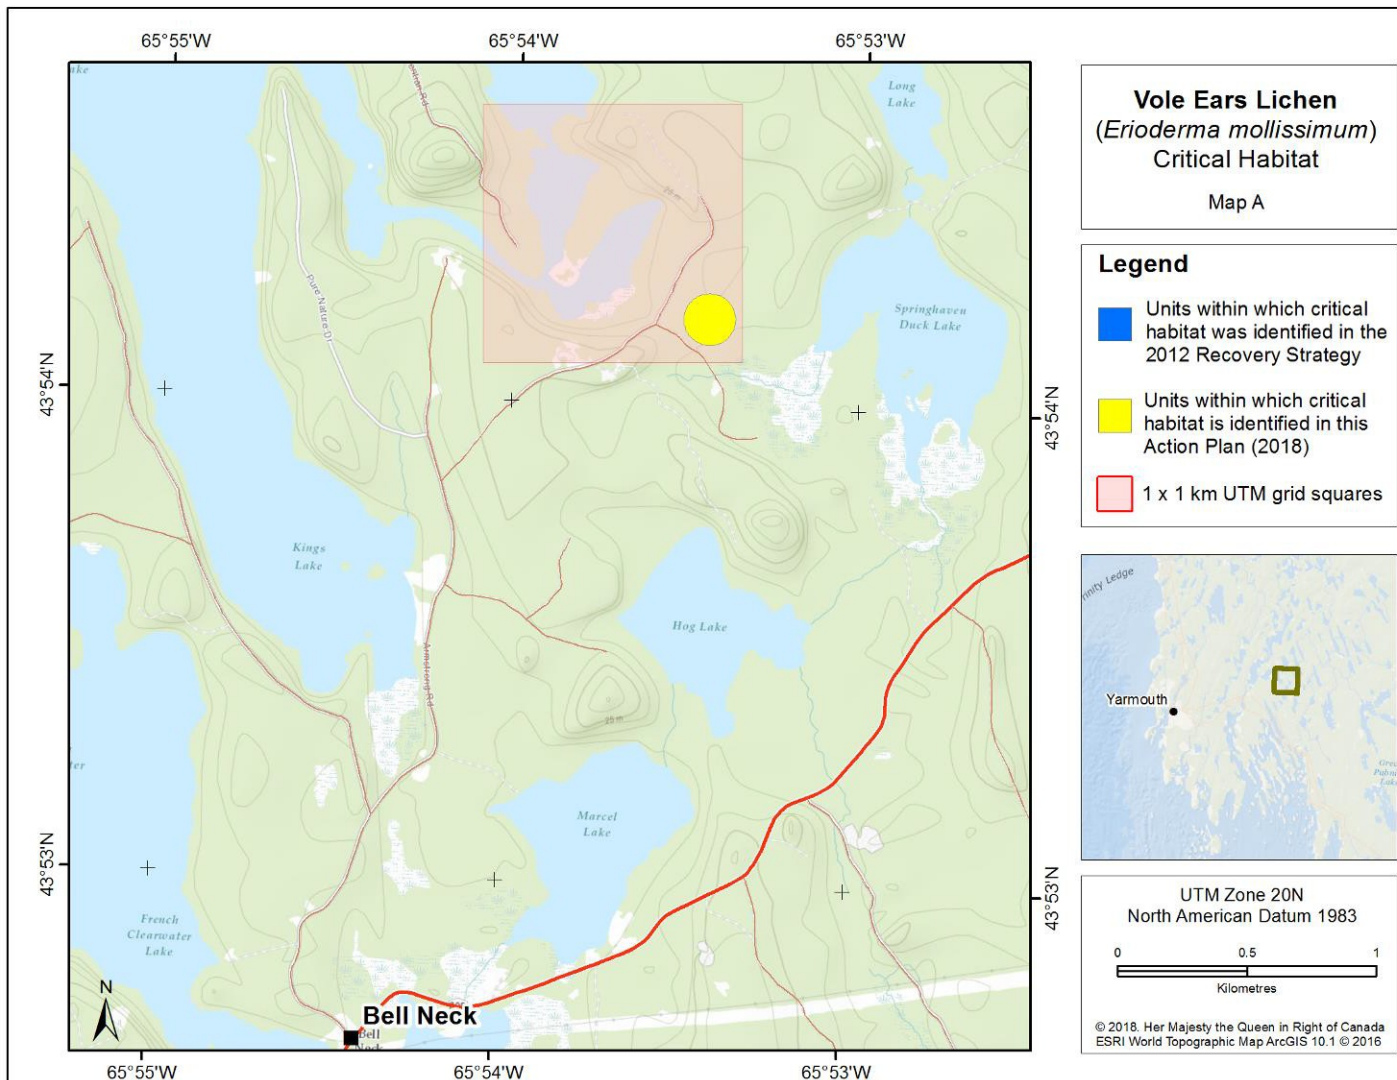 65°55'W
65°54'W
65°53'W
Long
Lake
Vole Ears Lichen
(Erioderma mollissimum)
Critical Habitat
Map A
Legend
Units within which critical
habitat was identified in the
2012 Recovery Strategy
Units within which critical
habitat is identified in this
Action Plan (2018)
1 x 1 km UTM grid squares
25 m
Pure Nature Dr
Springhaven
Duck Lake
43°54'N
43°54'N
Kings
Lake
Hog Lake
Armstrong Rd
25 m
Marcel
Lake
43°53'N
43°53'N
French
Clearwater
Lake
N
Bell Neck
Bell
Neck
Yarmouth
UTM Zone 20N
North American Datum 1983
0 0.5 1
Kilometres
© 2018. Her Majesty the Queen in Right of Canada
ESRI World Topographic Map ArcGIS 10.1 © 2016
65°55'W
65°54'W
65°53'W